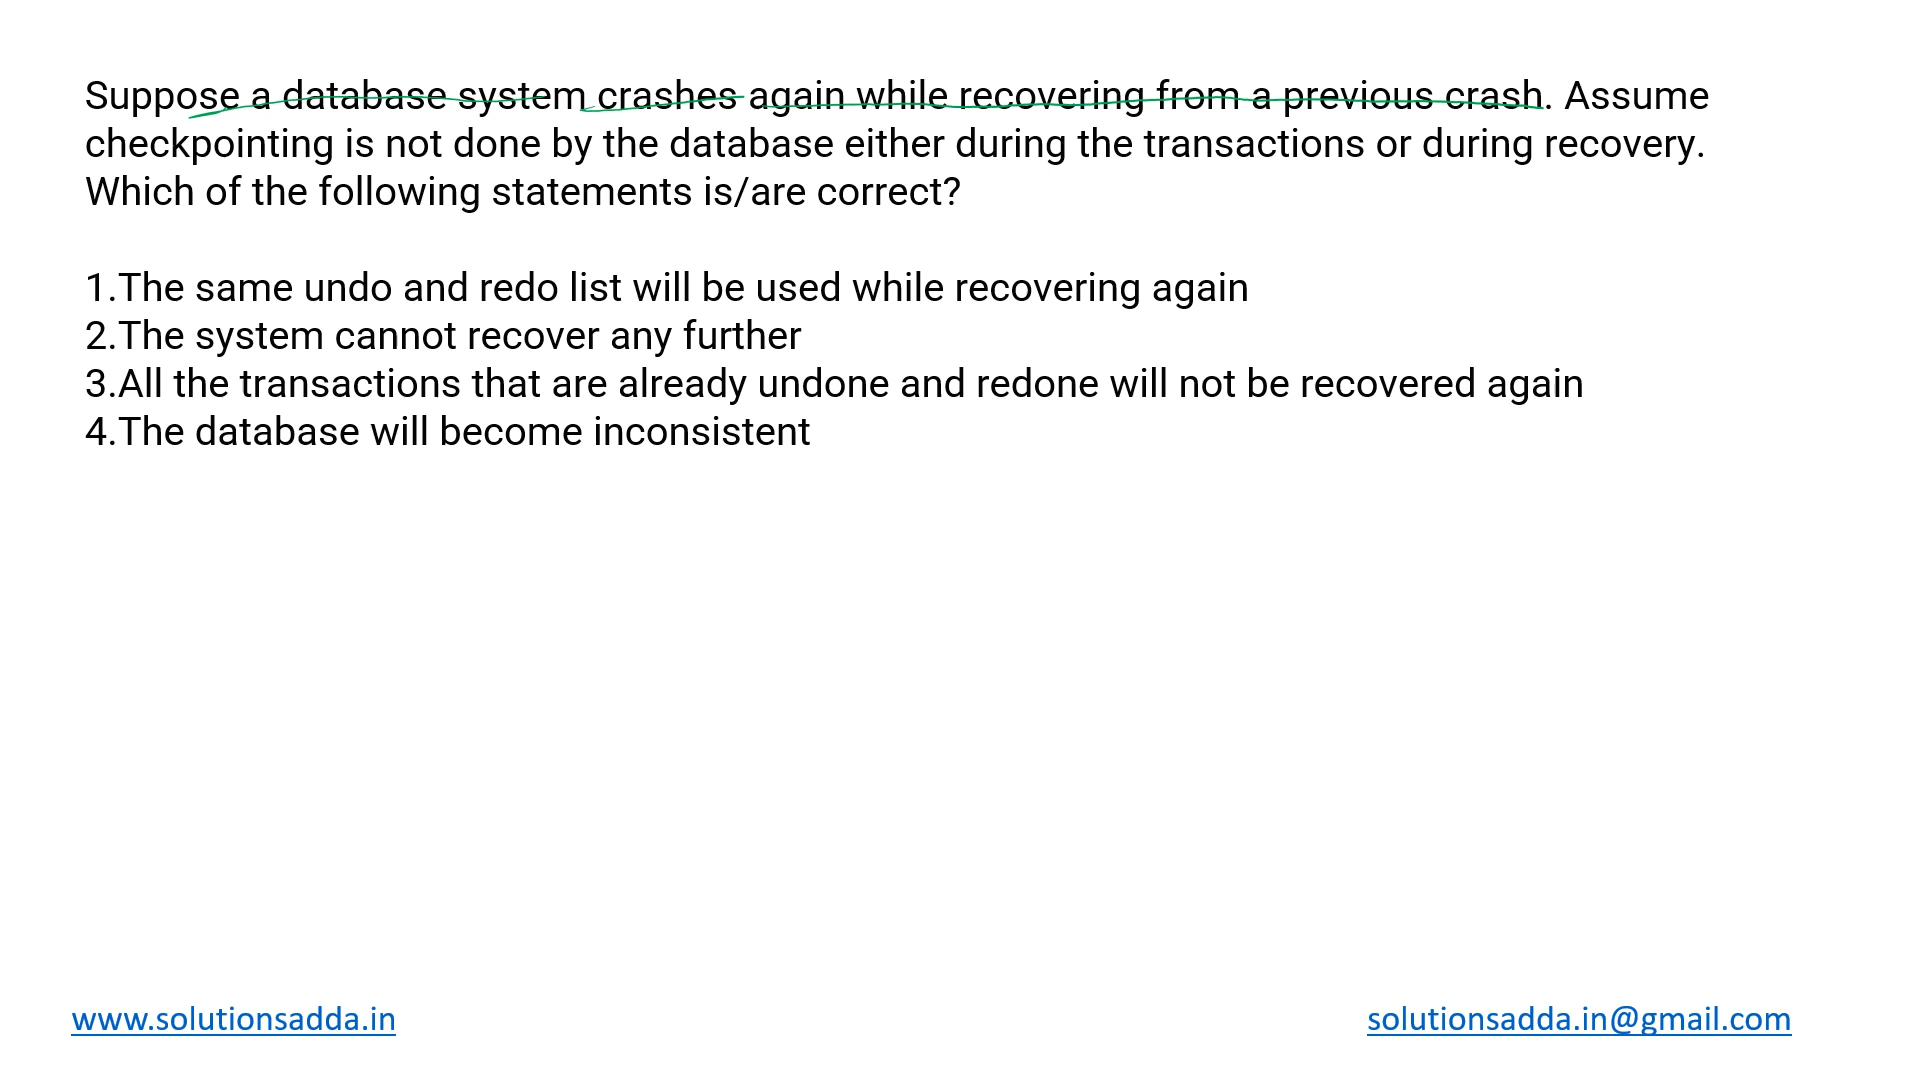 Suppose a database system crashes again while recovering from a previous crash. Assume
checkpointing is not done by the database either during the transactions or during recovery.
Which of the following statements is/are correct?
1.The same undo and redo list will be used while recovering again
2.The system cannot recover any further
3.All the transactions that are already undone and redone will not be recovered again
4.The database will become inconsistent
www.solutionsadda.in
solutionsadda.in@gmail.com